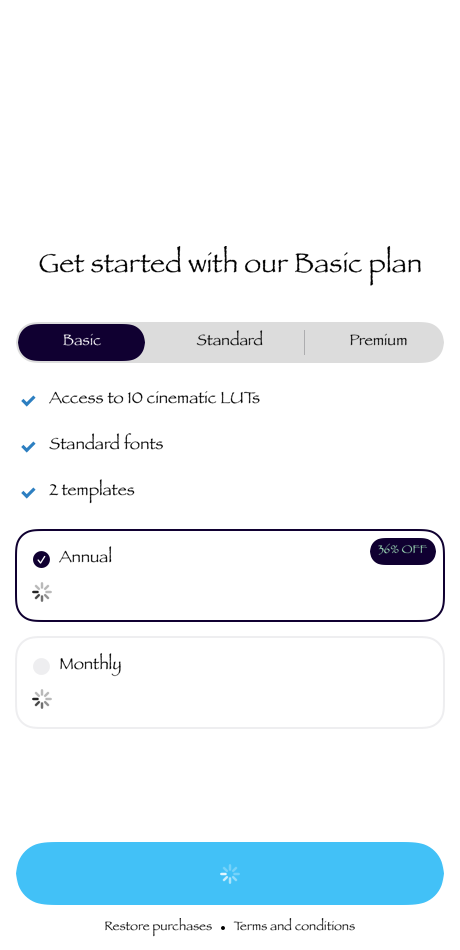 Get started with our Basic plan
Basic Standard Premium
Access to 10 cinematic LUTs
Standard fonts
2 templates
Annual 36% OFF
Monthly
Restore purchases • Terms and conditions